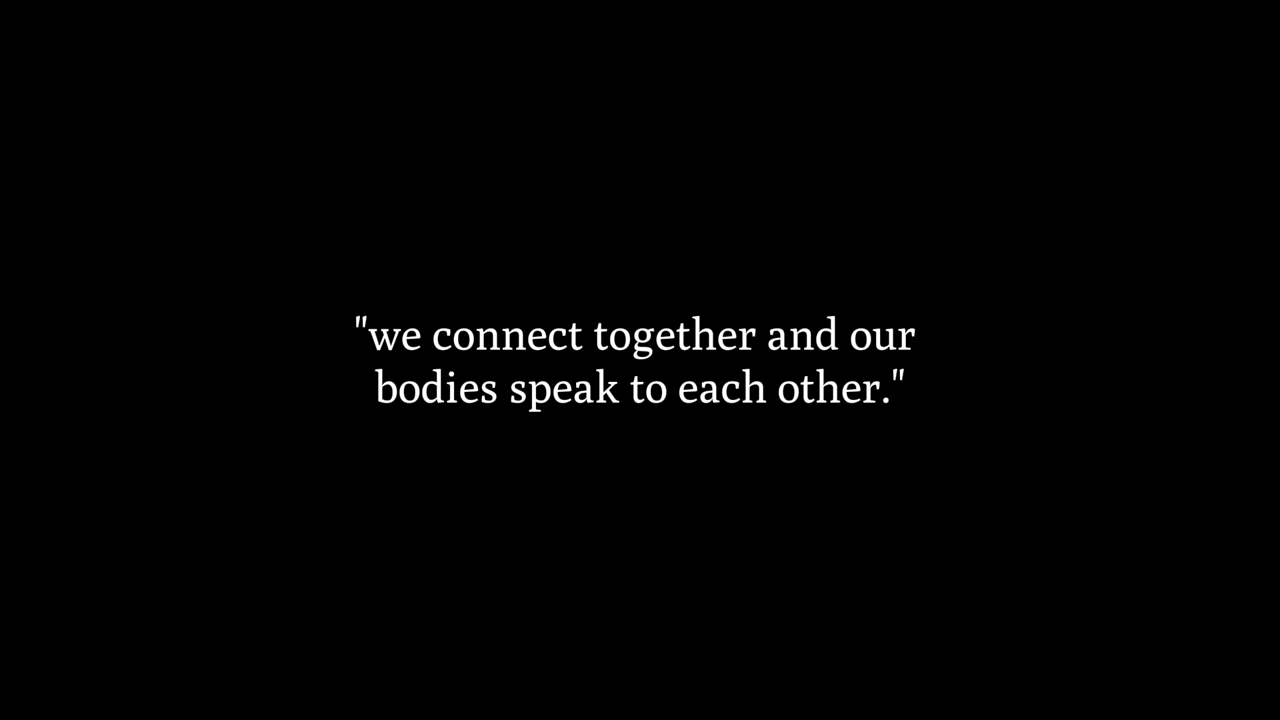 "we connect together and our
bodies speak to each other."